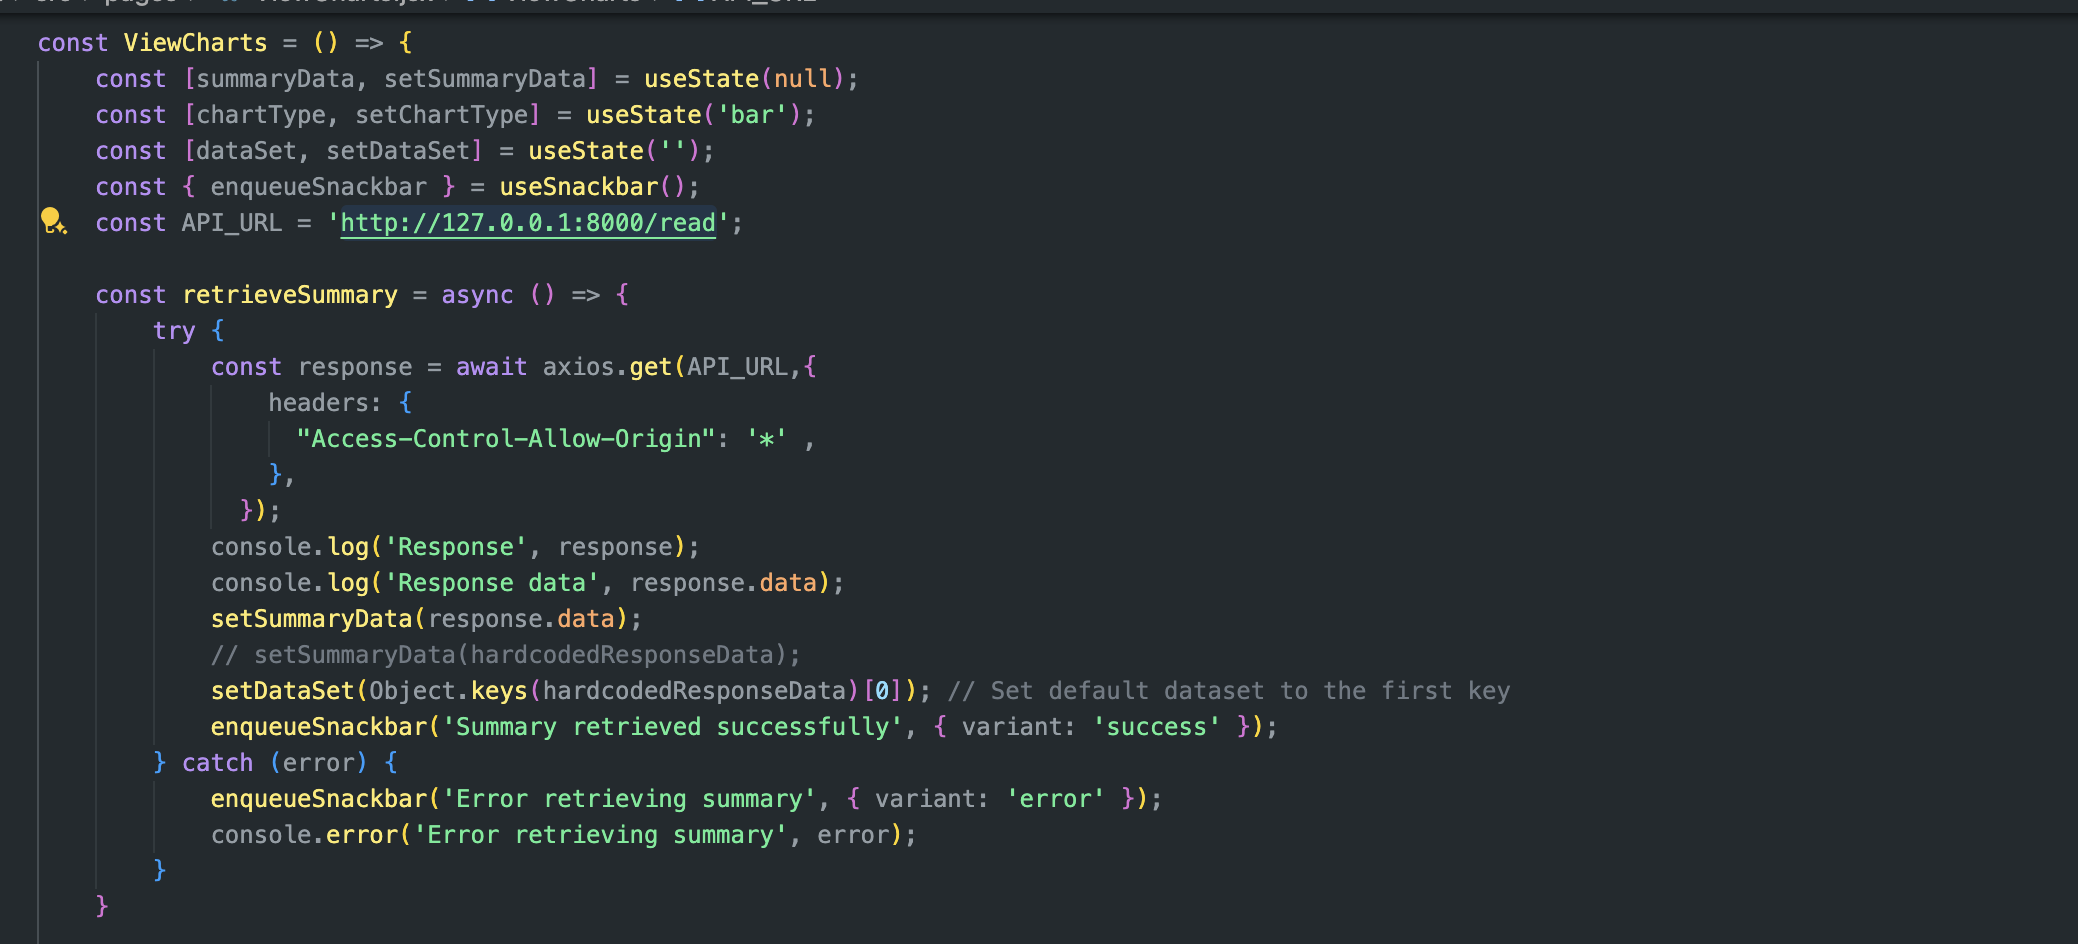 const ViewCharts = () => {
const [summaryData, setSummaryData] = useState(null);
const [chartType, setChartType] = useState('bar');
const [dataSet, setDataSet] = useState('');
const { enqueueSnackbar } = useSnackbar();
const API_URL = 'http://127.0.0.1:8000/read';
const retrieveSummary = async () => {
try {
const response = await axios.get(API_URL,{
headers: {
"Access-Control-Allow-Origin": '*' ,
},
});
console.log('Response', response);
console.log('Response data', response.data);
setSummaryData(response.data);
// setSummaryData(hardcodedResponseData);
setDataSet(Object.keys(hardcodedResponseData)[0]); // Set default dataset to the first key
enqueueSnackbar('Summary retrieved successfully', { variant: 'success' });
} catch (error) {
enqueueSnackbar('Error retrieving summary', { variant: 'error' });
console.error('Error retrieving summary', error);
}
}